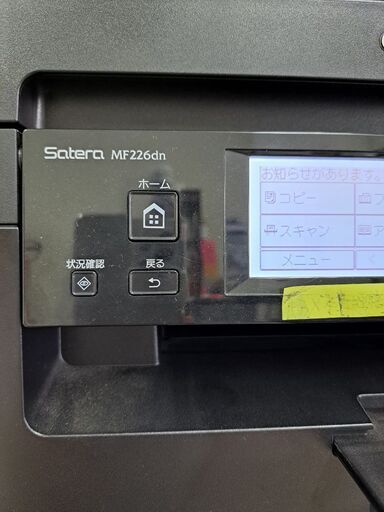 Satera MF226dn
お知らせがあります。
ホーム
コピー
スキャン
状況確認
戻る
メニュー